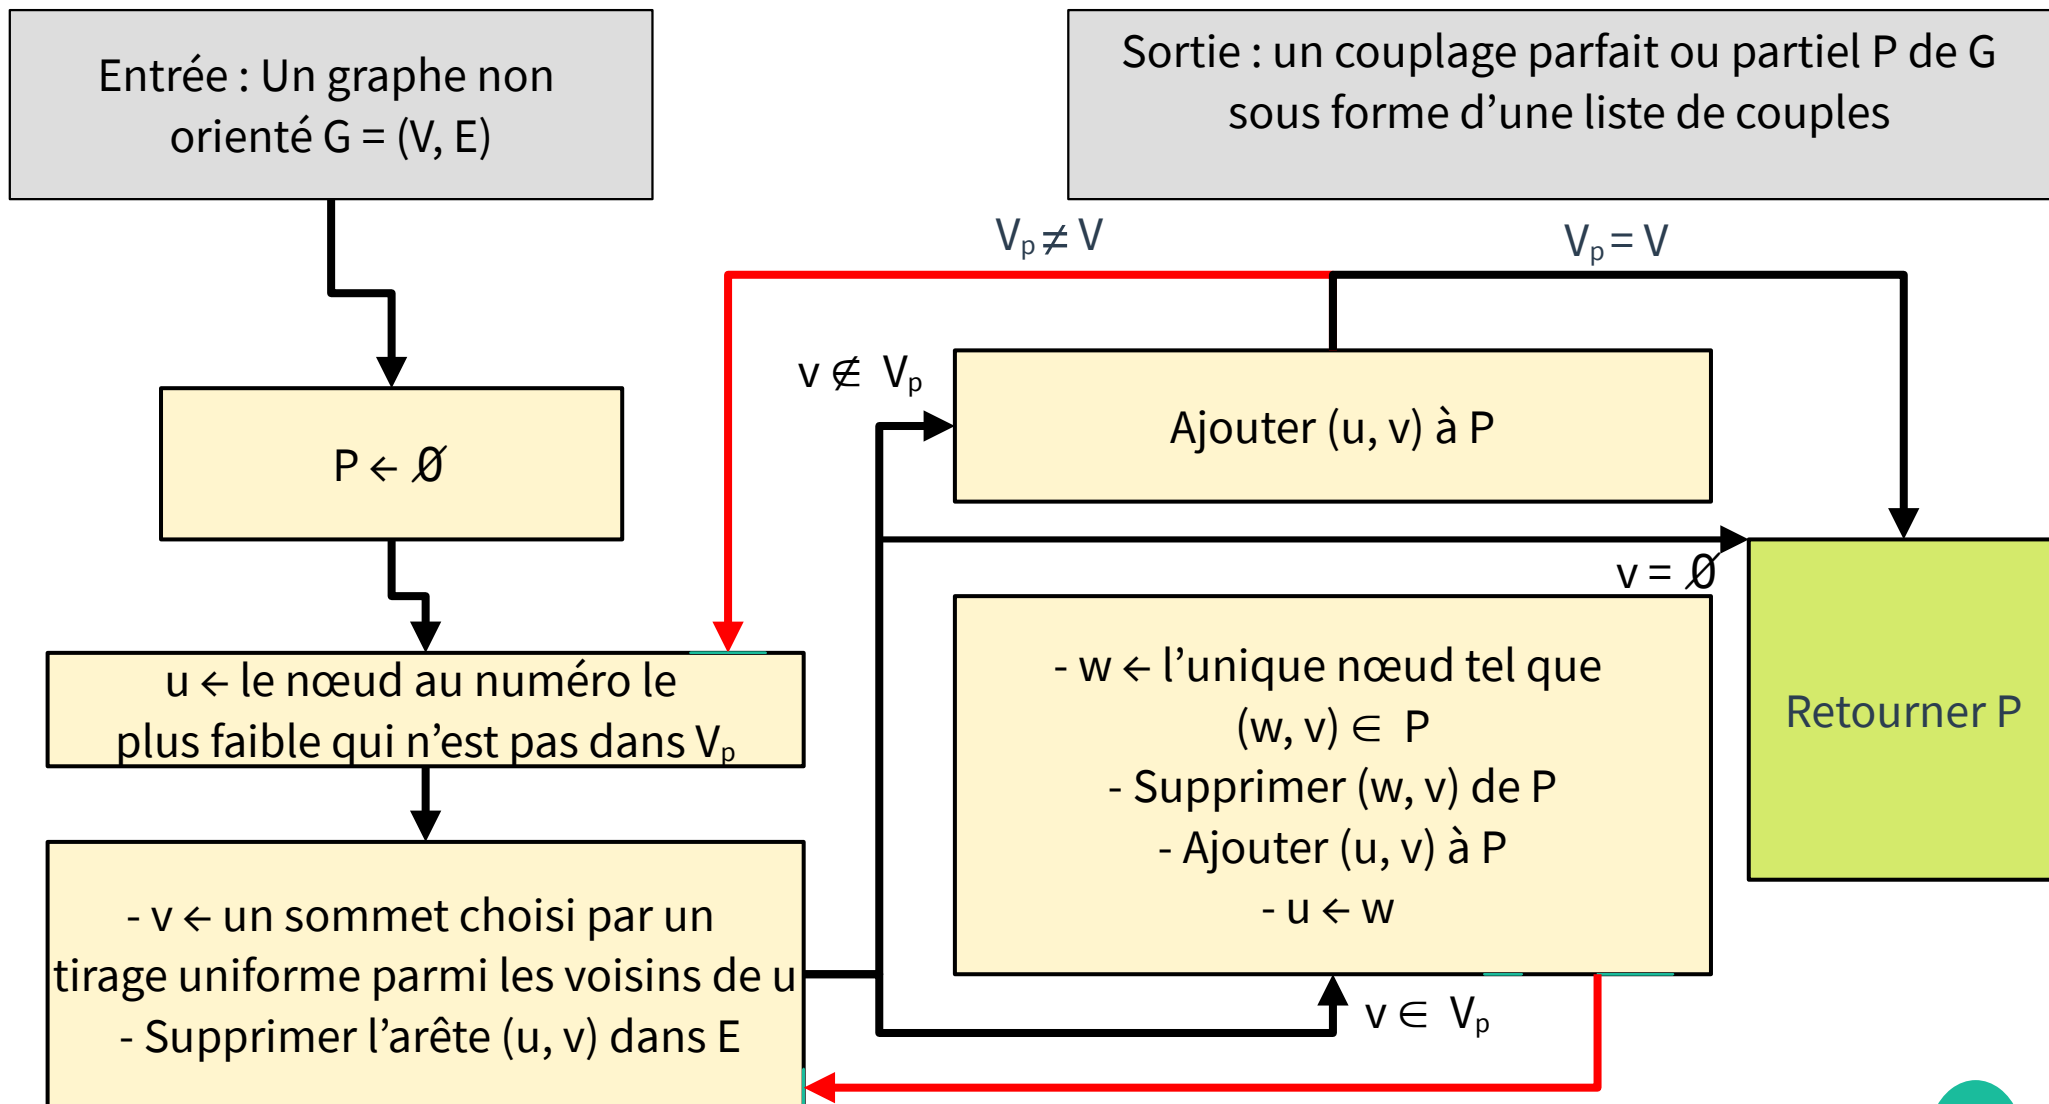 Entrée : Un graphe non
orienté G = (V, E)
Sortie : un couplage parfait ou partiel P de G
sous forme d’une liste de couples
Vₚ ≠ V
Vₚ = V
v ∉ Vₚ
Ajouter (u, v) à P
P ← ∅
v = ∅
u ← le nœud au numéro le
plus faible qui n’est pas dans Vₚ
- w ← l’unique nœud tel que
(w, v) ∈ P
- Supprimer (w, v) de P
- Ajouter (u, v) à P
- u ← w
Retourner P
- v ← un sommet choisi par un
tirage uniforme parmi les voisins de u
- Supprimer l’arête (u, v) dans E
v ∈ Vₚ